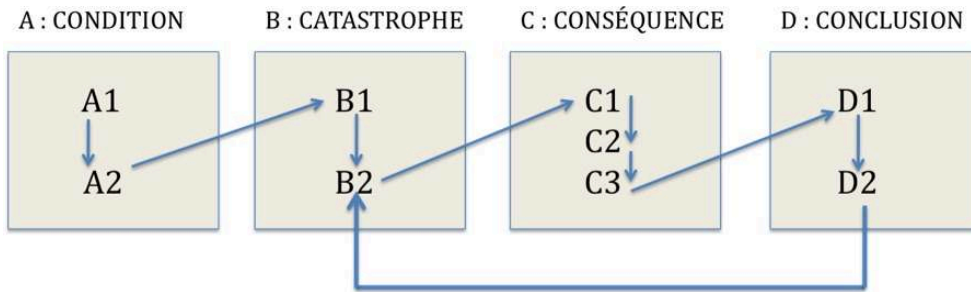 A : CONDITION
B : CATASTROPHE
C : CONSÉQUENCE
D : CONCLUSION
A1
A2
B1
B2
C1
C2
C3
D1
D2